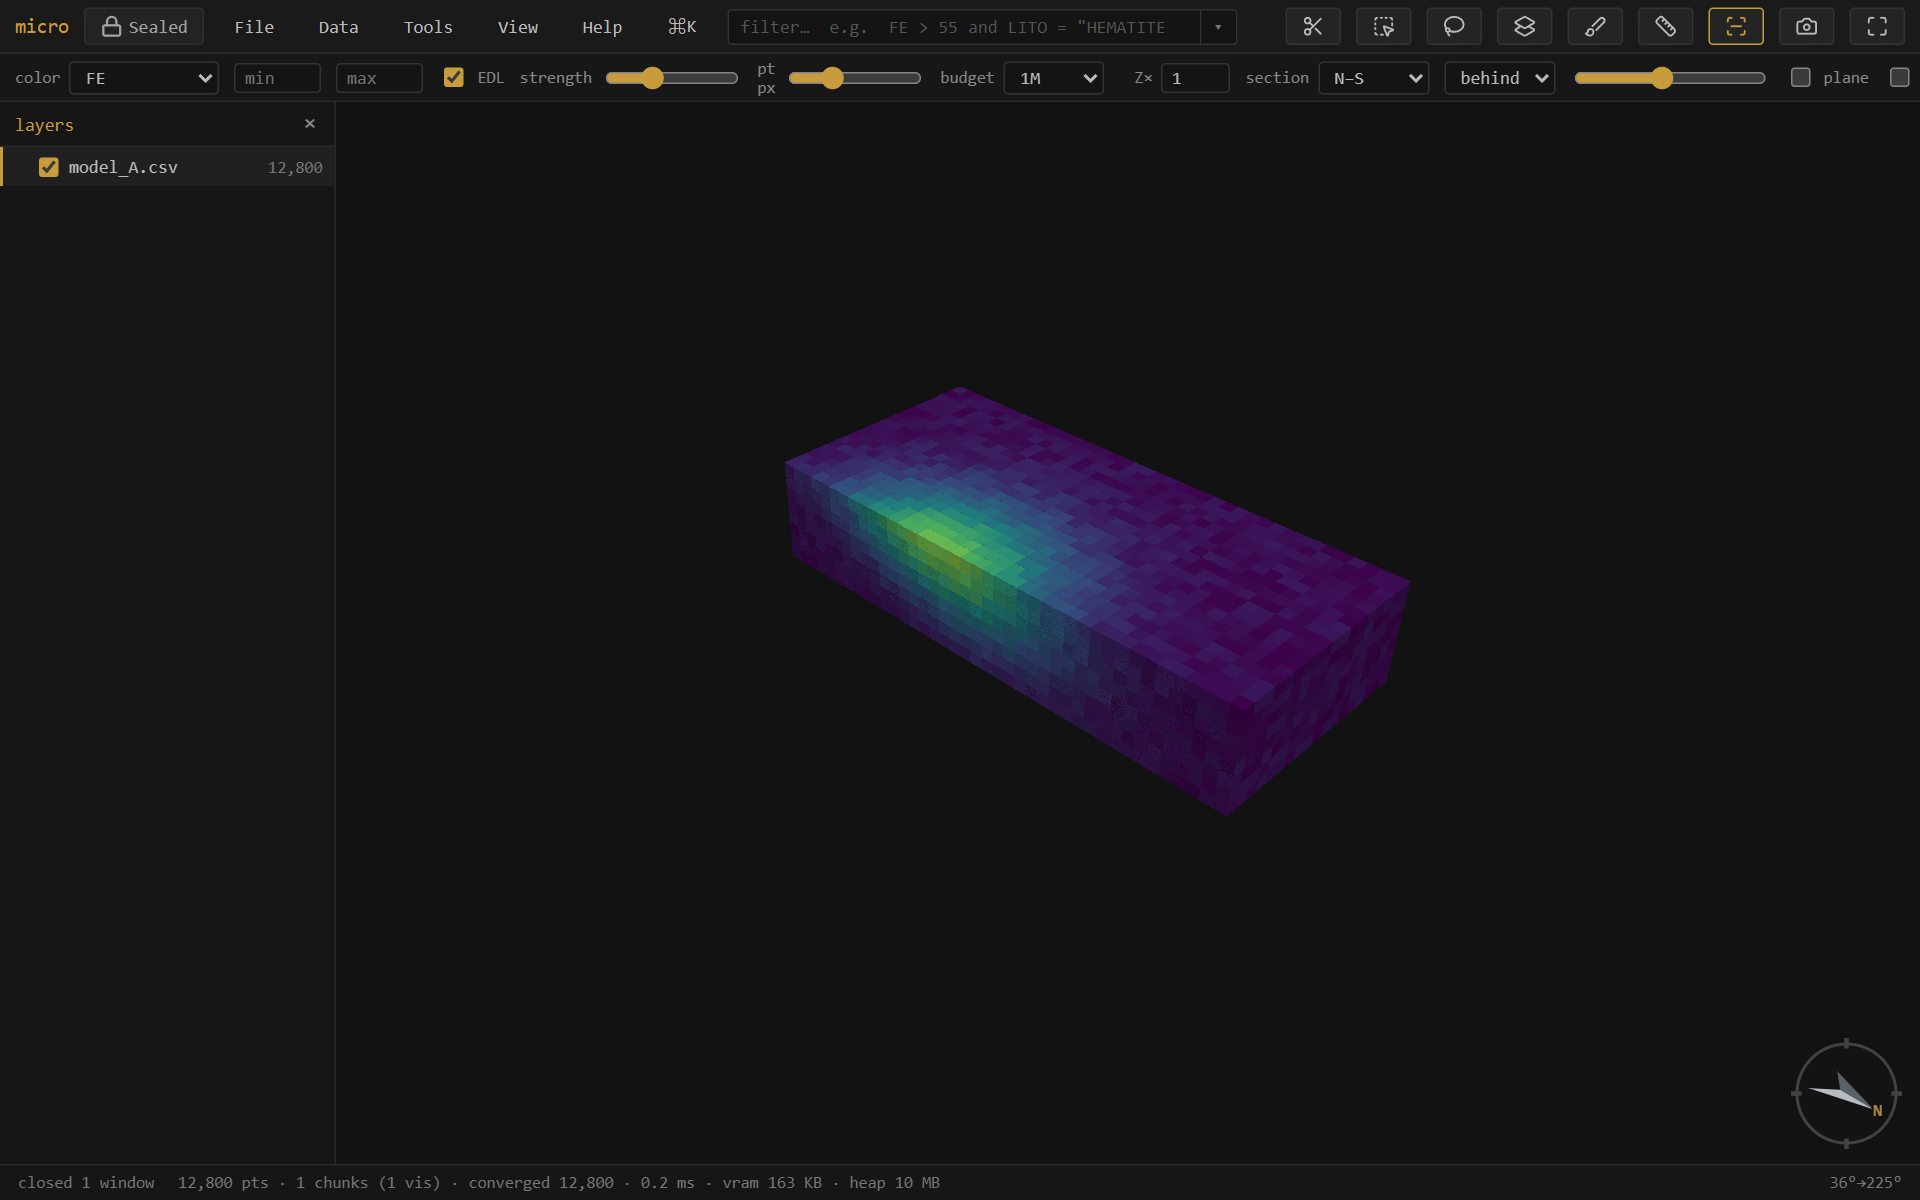 micro Sealed File Data Tools View Help ⌘K filter… e.g. FE > 55 and LITO = "HEMATITE
color FE min max EDL strength pt px budget 1M Z× 1 section N–S behind plane
layers ×
model_A.csv 12,800
N
closed 1 window 12,800 pts · 1 chunks (1 vis) · converged 12,800 · 0.2 ms · vram 163 KB · heap 10 MB 36°→225°